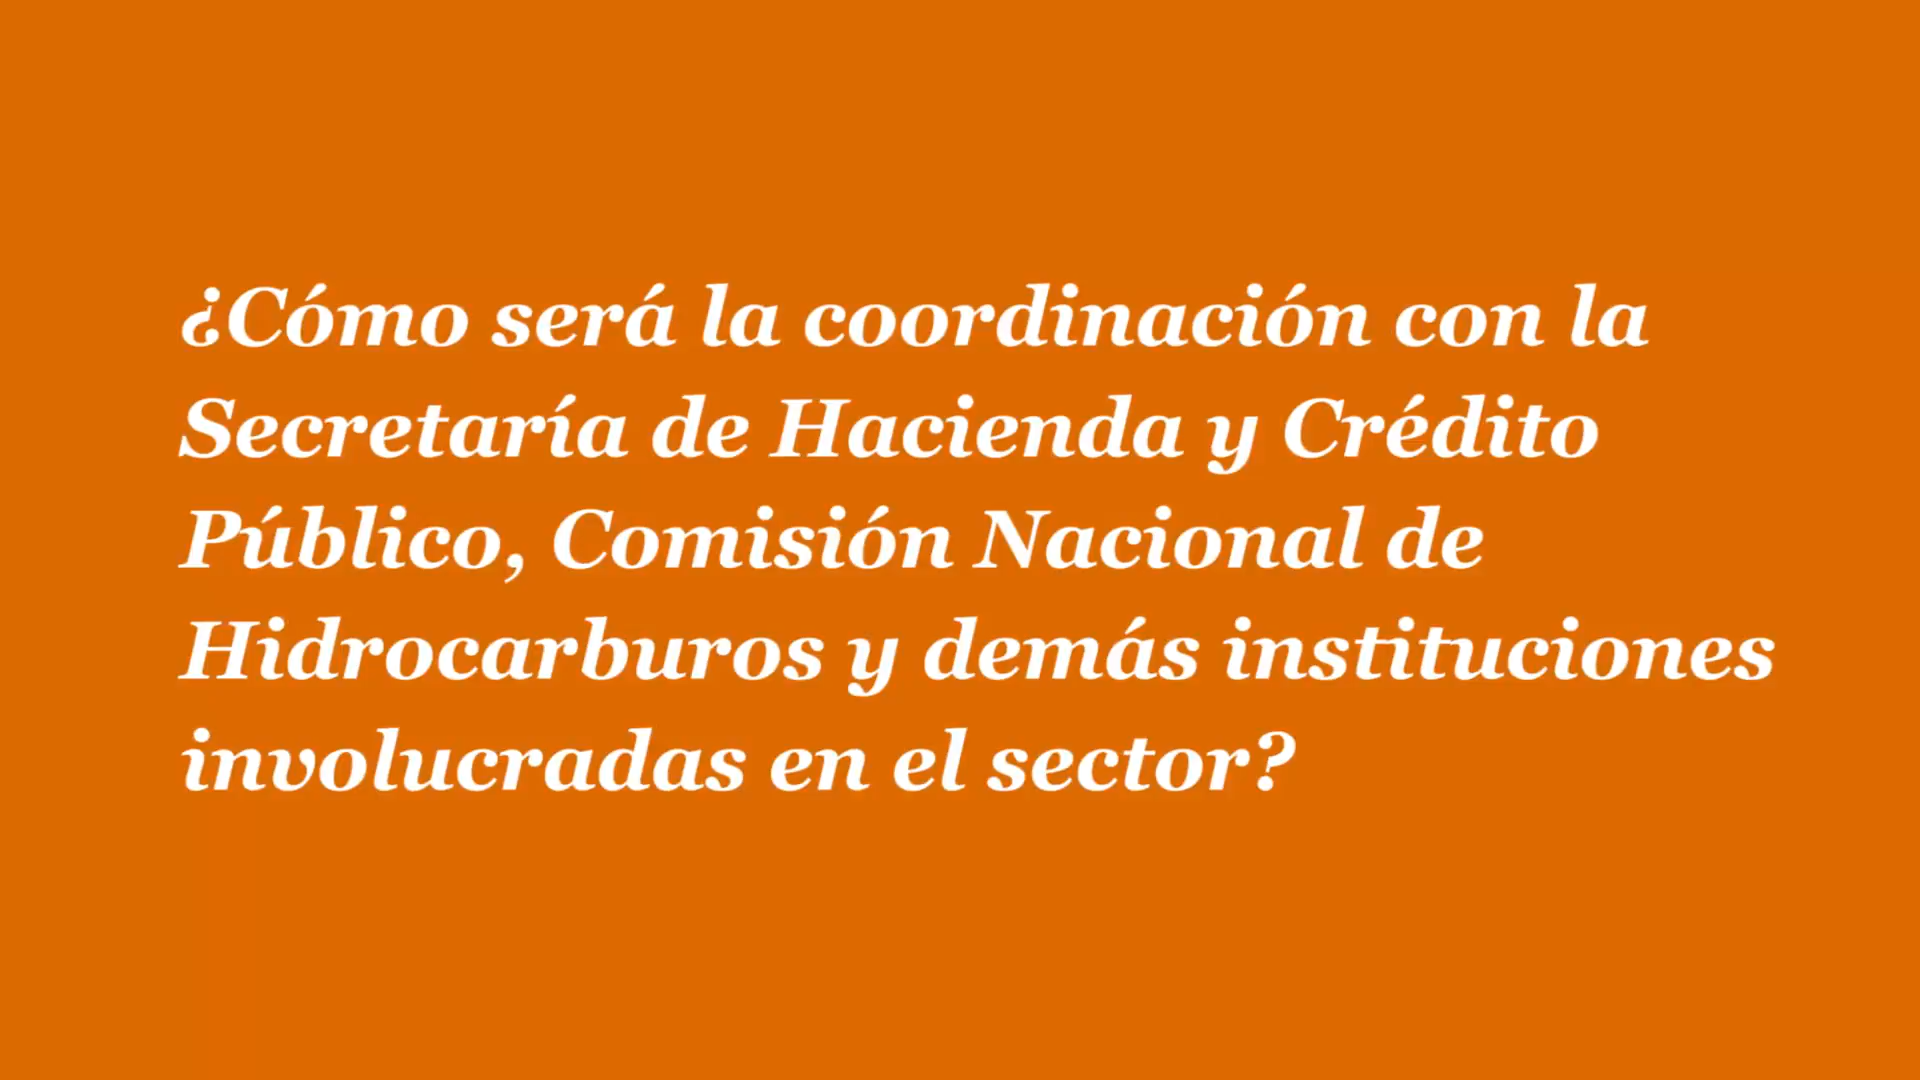 ¿Cómo será la coordinación con la
Secretaría de Hacienda y Crédito
Público, Comisión Nacional de
Hidrocarburos y demás instituciones
involucradas en el sector?